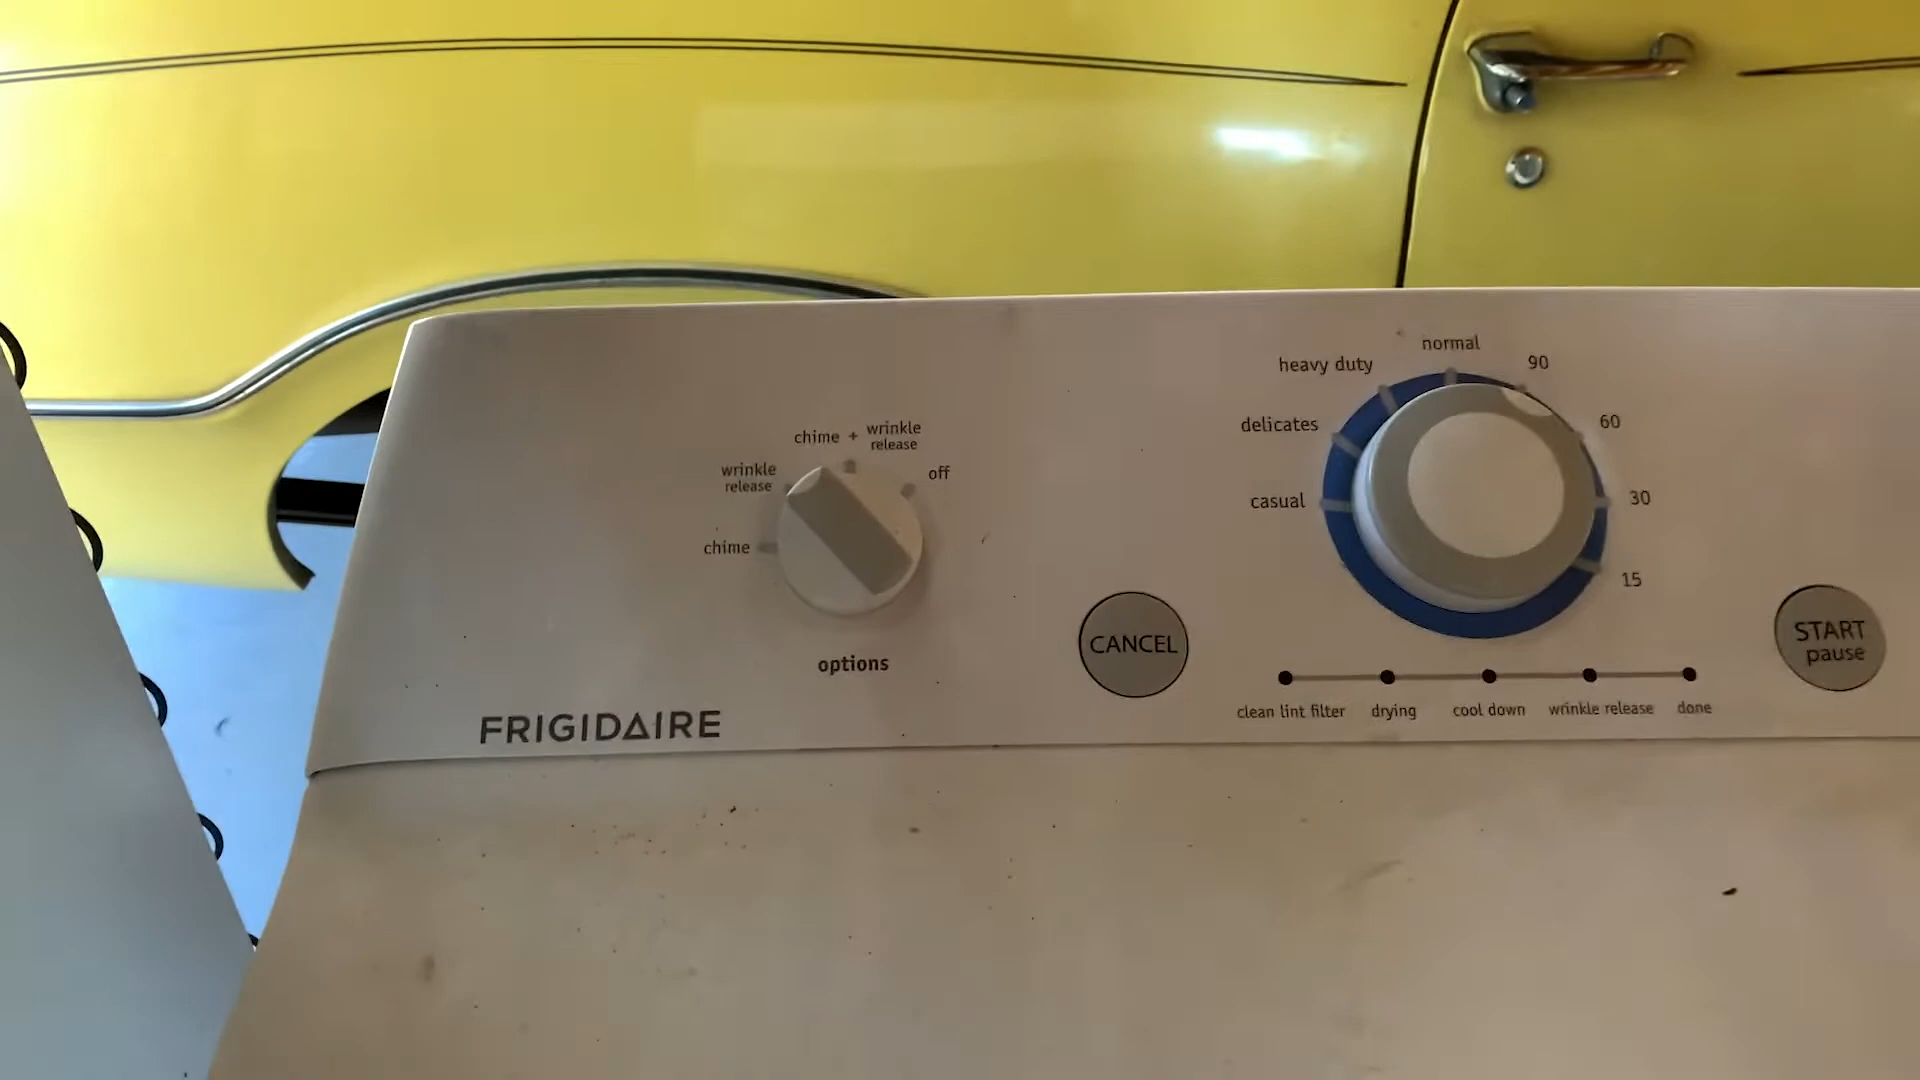 normal
heavy duty
90
delicates
60
casual
30
15
chime + wrinkle release
wrinkle release
off
chime
options
CANCEL
START
pause
clean lint filter
drying
cool down
wrinkle release
done
FRIGIDAIRE